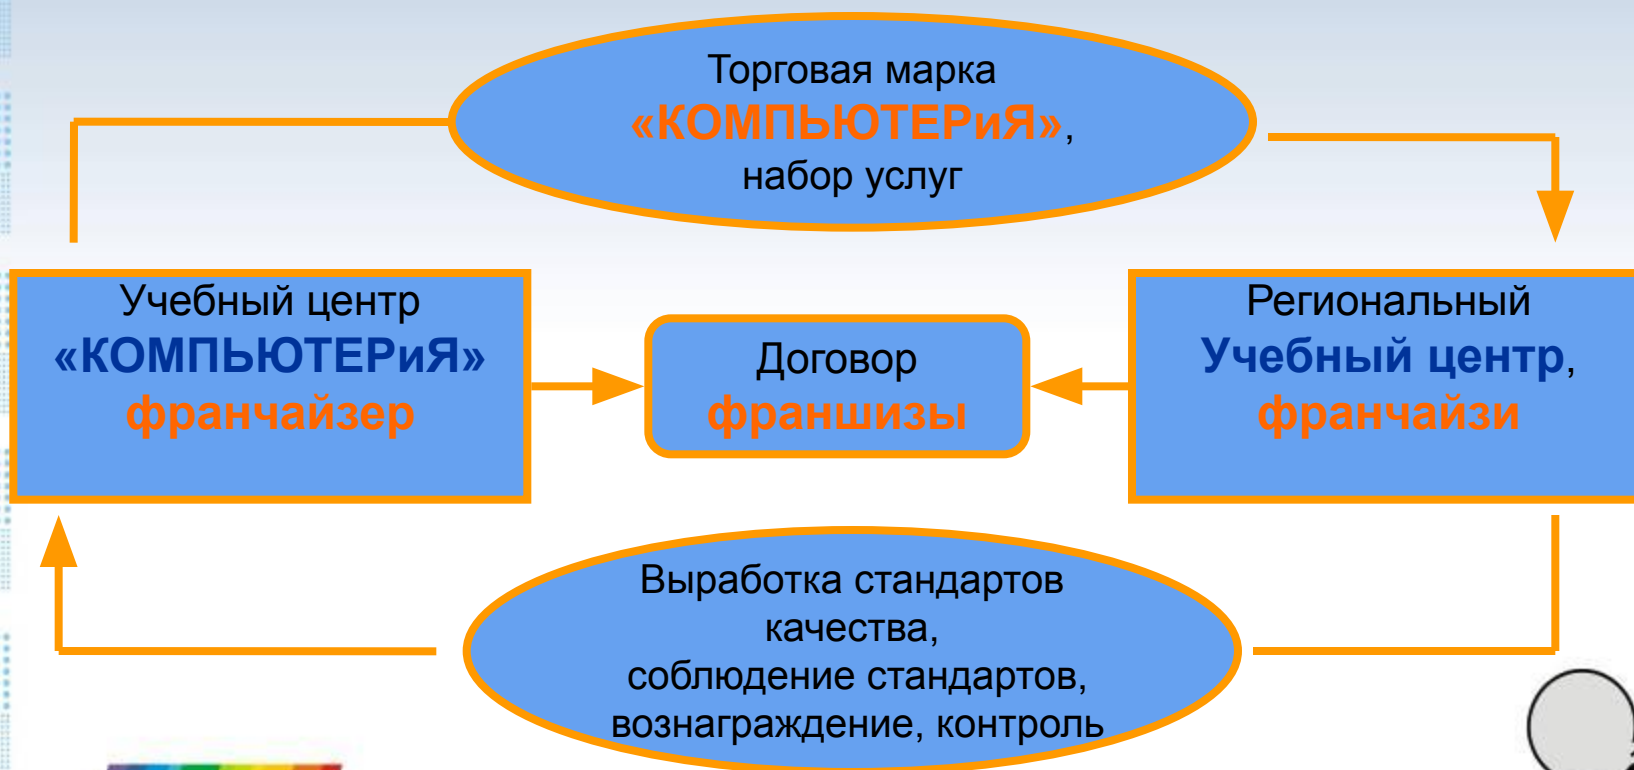 Торговая марка
«КОМПЬЮТЕРиЯ»,
набор услуг
Учебный центр
«КОМПЬЮТЕРиЯ»
франчайзер
Договор
франшизы
Региональный
Учебный центр,
франчайзи
Выработка стандартов
качества,
соблюдение стандартов,
вознаграждение, контроль